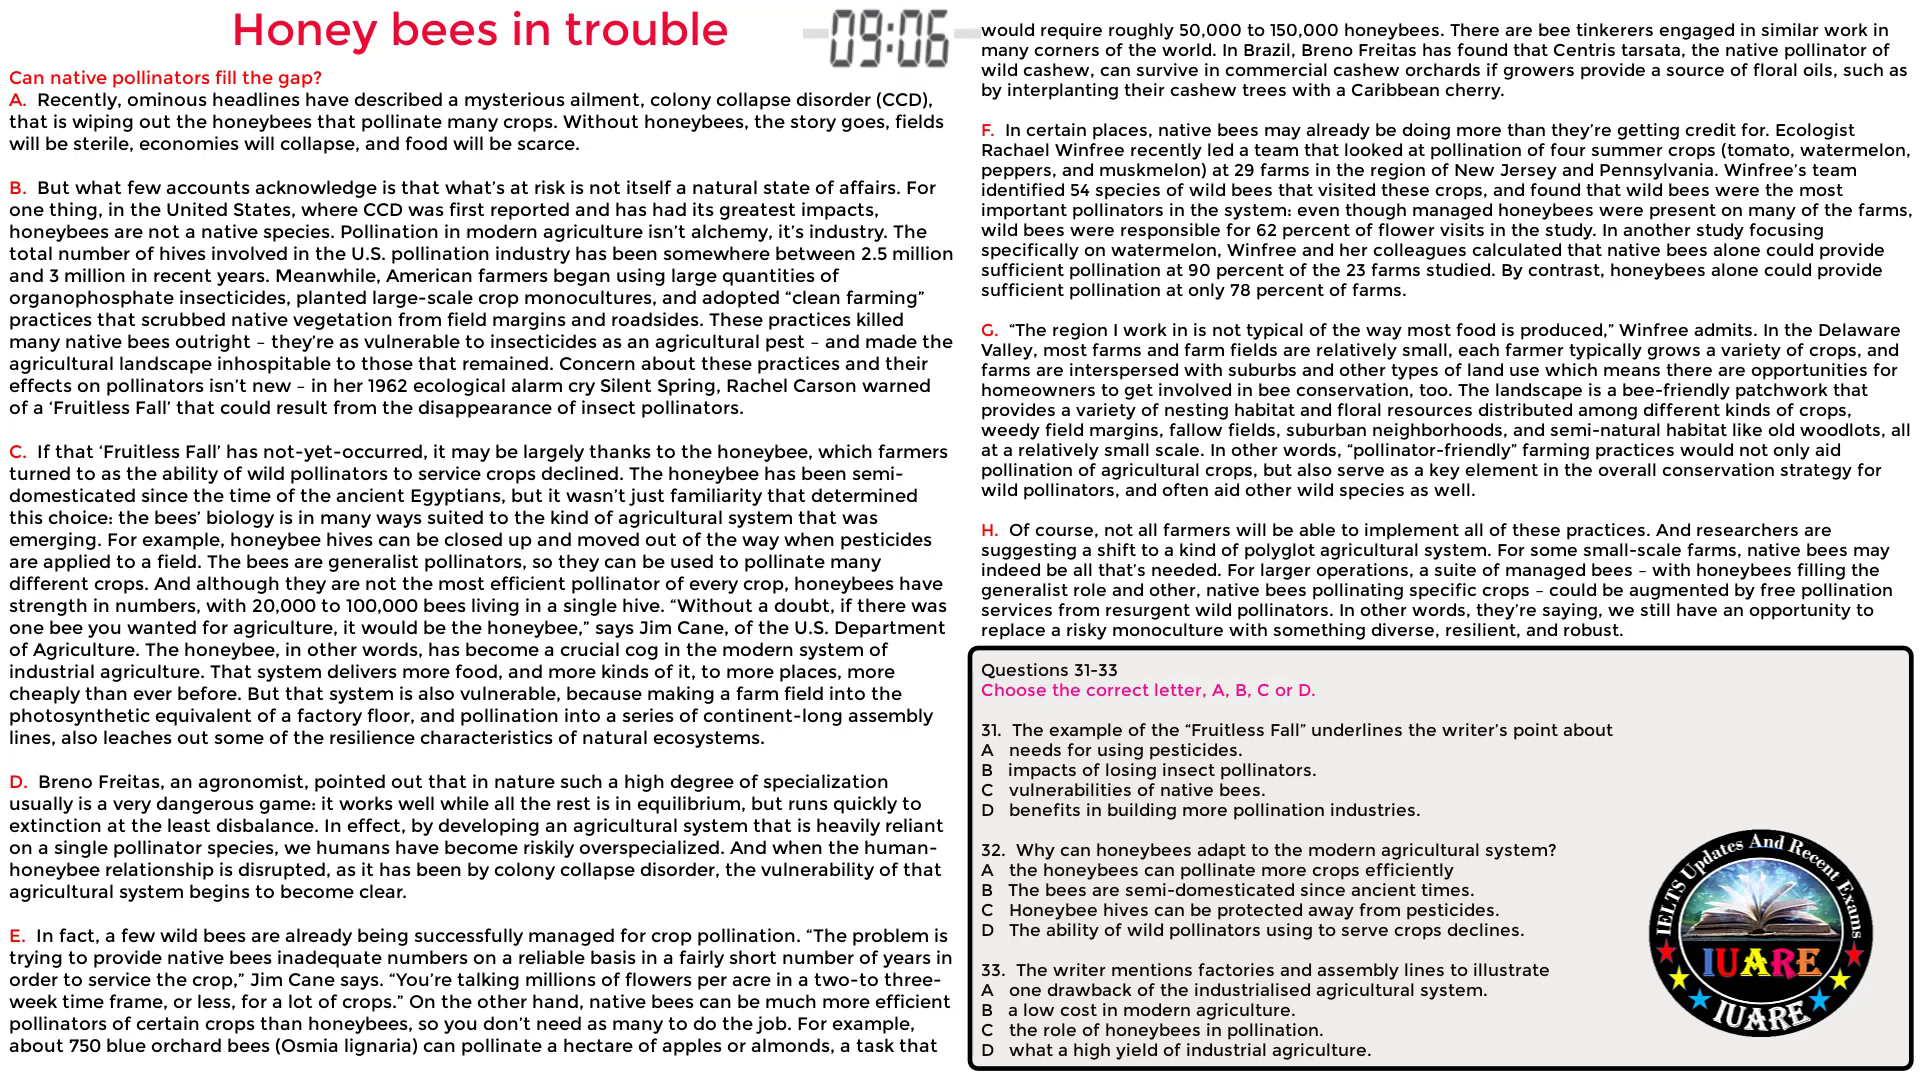 Honey bees in trouble
09:06
Can native pollinators fill the gap?
A. Recently, ominous headlines have described a mysterious ailment, colony collapse disorder (CCD),
that is wiping out the honeybees that pollinate many crops. Without honeybees, the story goes, fields
will be sterile, economies will collapse, and food will be scarce.
B. But what few accounts acknowledge is that what's at risk is not itself a natural state of affairs. For
one thing, in the United States, where CCD was first reported and has had its greatest impacts,
honeybees are not a native species. Pollination in modern agriculture isn't alchemy, it's industry. The
total number of hives involved in the U.S. pollination industry has been somewhere between 2.5 million
and 3 million in recent years. Meanwhile, American farmers began using large quantities of
organophosphate insecticides, planted large-scale crop monocultures, and adopted “clean farming”
practices that scrubbed native vegetation from field margins and roadsides. These practices killed
many native bees outright – they're as vulnerable to insecticides as an agricultural pest – and made the
agricultural landscape inhospitable to those that remained. Concern about these practices and their
effects on pollinators isn't new – in her 1962 ecological alarm cry Silent Spring, Rachel Carson warned
of a ‘Fruitless Fall’ that could result from the disappearance of insect pollinators.
C. If that ‘Fruitless Fall’ has not-yet-occurred, it may be largely thanks to the honeybee, which farmers
turned to as the ability of wild pollinators to service crops declined. The honeybee has been semi-
domesticated since the time of the ancient Egyptians, but it wasn't just familiarity that determined
this choice: the bees' biology is in many ways suited to the kind of agricultural system that was
emerging. For example, honeybee hives can be closed up and moved out of the way when pesticides
are applied to a field. The bees are generalist pollinators, so they can be used to pollinate many
different crops. And although they are not the most efficient pollinator of every crop, honeybees have
strength in numbers, with 20,000 to 100,000 bees living in a single hive. “Without a doubt, if there was
one bee you wanted for agriculture, it would be the honeybee,” says Jim Cane, of the U.S. Department
of Agriculture. The honeybee, in other words, has become a crucial cog in the modern system of
industrial agriculture. That system delivers more food, and more kinds of it, to more places, more
cheaply than ever before. But that system is also vulnerable, because making a farm field into the
photosynthetic equivalent of a factory floor, and pollination into a series of continent-long assembly
lines, also leaches out some of the resilience characteristics of natural ecosystems.
D. Breno Freitas, an agronomist, pointed out that in nature such a high degree of specialization
usually is a very dangerous game: it works well while all the rest is in equilibrium, but runs quickly to
extinction at the least disbalance. In effect, by developing an agricultural system that is heavily reliant
on a single pollinator species, we humans have become riskily overspecialized. And when the human-
honeybee relationship is disrupted, as it has been by colony collapse disorder, the vulnerability of that
agricultural system begins to become clear.
E. In fact, a few wild bees are already being successfully managed for crop pollination. “The problem is
trying to provide native bees inadequate numbers on a reliable basis in a fairly short number of years in
order to service the crop,” Jim Cane says. “You're talking millions of flowers per acre in a two-to three-
week time frame, or less, for a lot of crops.” On the other hand, native bees can be much more efficient
pollinators of certain crops than honeybees, so you don't need as many to do the job. For example,
about 750 blue orchard bees (Osmia lignaria) can pollinate a hectare of apples or almonds, a task that
would require roughly 50,000 to 150,000 honeybees. There are bee tinkerers engaged in similar work in
many corners of the world. In Brazil, Breno Freitas has found that Centris tarsata, the native pollinator of
wild cashew, can survive in commercial cashew orchards if growers provide a source of floral oils, such as
by interplanting their cashew trees with a Caribbean cherry.
F. In certain places, native bees may already be doing more than they're getting credit for. Ecologist
Rachael Winfree recently led a team that looked at pollination of four summer crops (tomato, watermelon,
peppers, and muskmelon) at 29 farms in the region of New Jersey and Pennsylvania. Winfree's team
identified 54 species of wild bees that visited these crops, and found that wild bees were the most
important pollinators in the system: even though managed honeybees were present on many of the farms,
wild bees were responsible for 62 percent of flower visits in the study. In another study focusing
specifically on watermelon, Winfree and her colleagues calculated that native bees alone could provide
sufficient pollination at 90 percent of the 23 farms studied. By contrast, honeybees alone could provide
sufficient pollination at only 78 percent of farms.
G. “The region I work in is not typical of the way most food is produced,” Winfree admits. In the Delaware
Valley, most farms and farm fields are relatively small, each farmer typically grows a variety of crops, and
farms are interspersed with suburbs and other types of land use which means there are opportunities for
homeowners to get involved in bee conservation, too. The landscape is a bee-friendly patchwork that
provides a variety of nesting habitat and floral resources distributed among different kinds of crops,
weedy field margins, fallow fields, suburban neighborhoods, and semi-natural habitat like old woodlots, all
at a relatively small scale. In other words, “pollinator-friendly” farming practices would not only aid
pollination of agricultural crops, but also serve as a key element in the overall conservation strategy for
wild pollinators, and often aid other wild species as well.
H. Of course, not all farmers will be able to implement all of these practices. And researchers are
suggesting a shift to a kind of polyglot agricultural system. For some small-scale farms, native bees may
indeed be all that's needed. For larger operations, a suite of managed bees – with honeybees filling the
generalist role and other, native bees pollinating specific crops – could be augmented by free pollination
services from resurgent wild pollinators. In other words, they're saying, we still have an opportunity to
replace a risky monoculture with something diverse, resilient, and robust.
Questions 31-33
Choose the correct letter, A, B, C or D.
31. The example of the “Fruitless Fall” underlines the writer's point about
A needs for using pesticides.
B impacts of losing insect pollinators.
C vulnerabilities of native bees.
D benefits in building more pollination industries.
32. Why can honeybees adapt to the modern agricultural system?
A the honeybees can pollinate more crops efficiently
B The bees are semi-domesticated since ancient times.
C Honeybee hives can be protected away from pesticides.
D The ability of wild pollinators using to serve crops declines.
33. The writer mentions factories and assembly lines to illustrate
A one drawback of the industrialised agricultural system.
B a low cost in modern agriculture.
C the role of honeybees in pollination.
D what a high yield of industrial agriculture.
IELTS Updates And Recent Exams
IUARE
IUARE